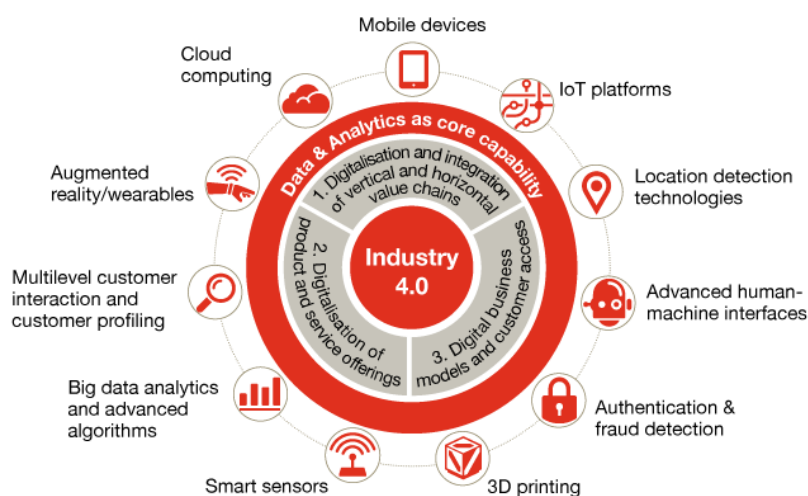 Mobile devices
Cloud
computing
IoT platforms
Data & Analytics as core capability
1. Digitalisation and integration
of vertical and horizontal
value chains
Augmented
reality/wearables
Location detection
technologies
Industry
4.0
2. Digitalisation of
product and service offerings
3. Digital business
models and customer access
Multilevel customer
interaction and
customer profiling
Advanced human-
machine interfaces
Big data analytics
and advanced
algorithms
Authentication &
fraud detection
Smart sensors
3D printing